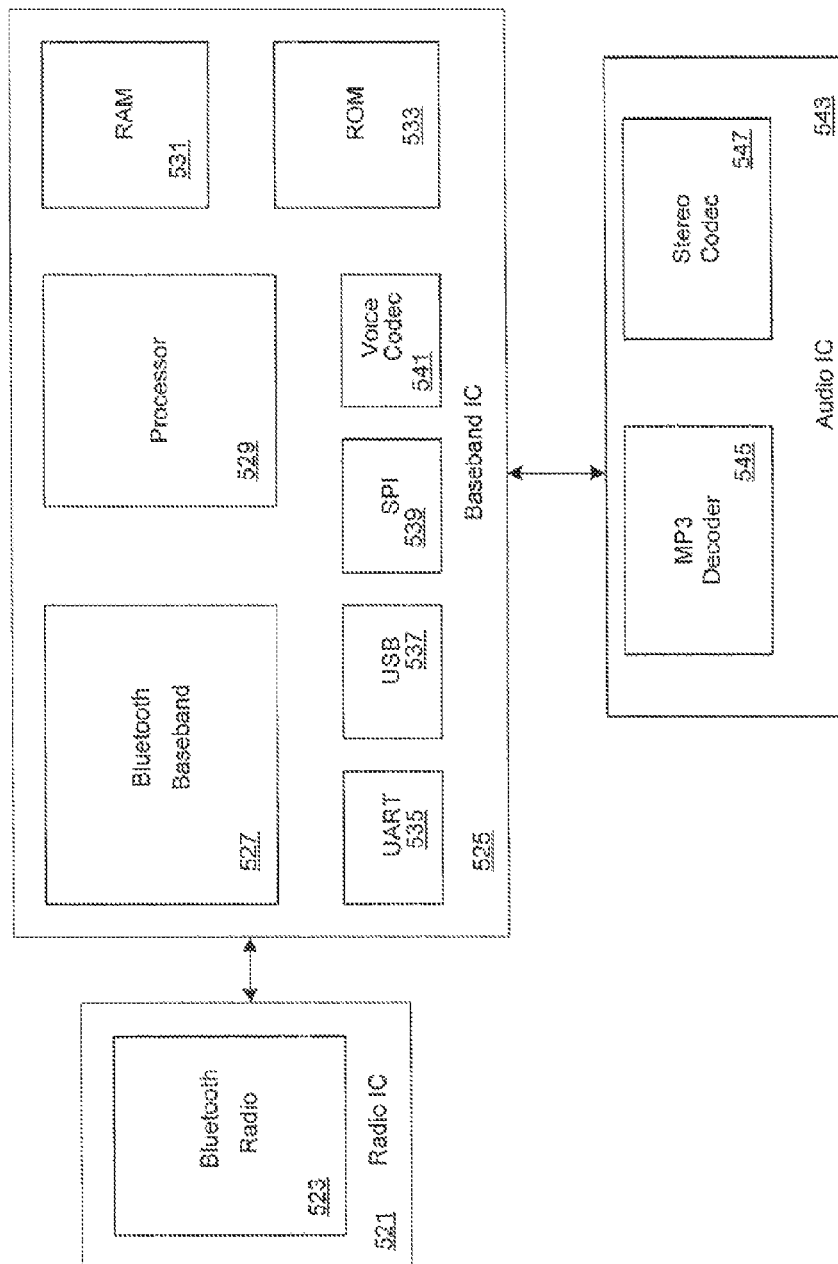 Bluetooth
Radio
523
Radio IC
521
Bluetooth
Baseband
527
Processor
529
RAM
531
UART
535
USB
537
SPI
539
Voice
Codec
541
ROM
533
525
Baseband IC
MP3
Decoder
545
Stereo
Codec
547
Audio IC
543